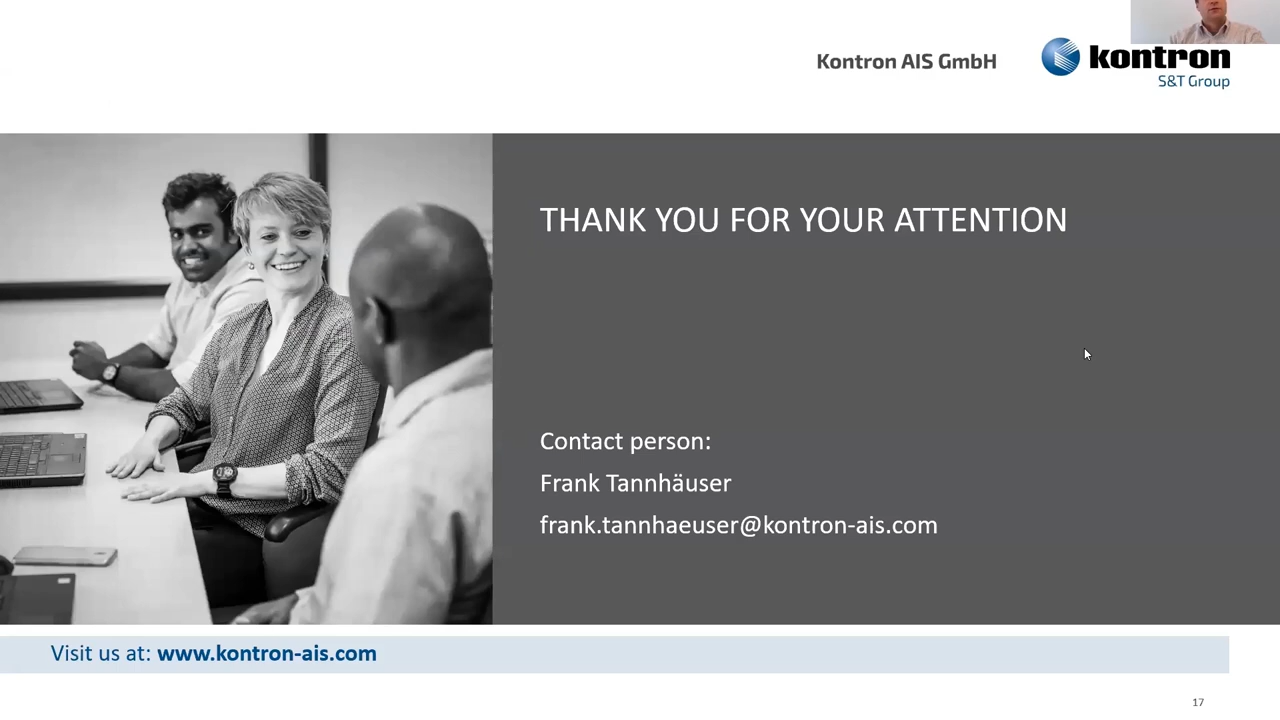 Kontron AIS GmbH
kontron
S&T Group
THANK YOU FOR YOUR ATTENTION
Contact person:
Frank Tannhäuser
frank.tannhaeuser@kontron-ais.com
Visit us at: www.kontron-ais.com
17